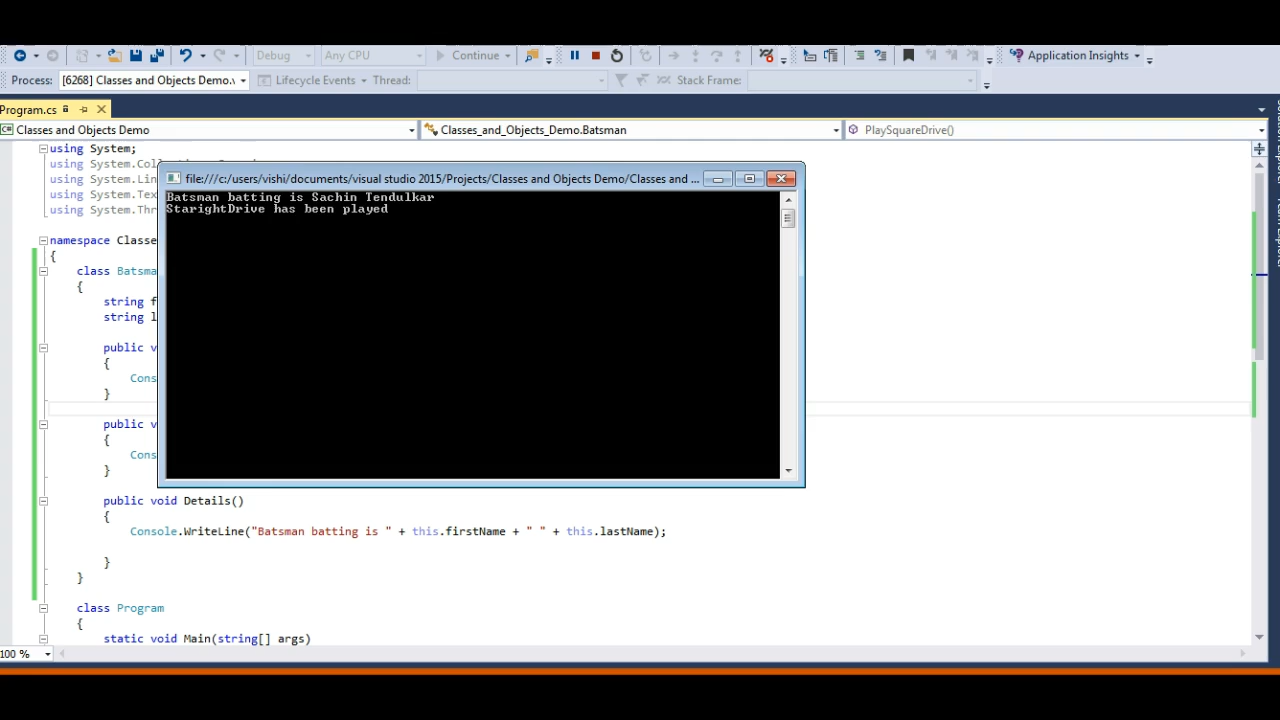 Debug Any CPU Continue Application Insights
Process: [6268] Classes and Objects Demo.v Lifecycle Events Thread: Stack Frame:
Program.cs
Classes and Objects Demo Classes_and_Objects_Demo.Batsman PlaySquareDrive()
using System;
using System.Col
using System.Lin
using System.Tex
using System.Thr
file:///c:/users/vishi/documents/visual studio 2015/Projects/Classes and Objects Demo/Classes and ...
Batsman batting is Sachin Tendulkar
StarightDrive has been played
namespace Classe
{
class Batsma
{
string f
string l
public v
{
Cons
}
public v
{
Cons
}
public void Details()
{
Console.WriteLine("Batsman batting is " + this.firstName + " " + this.lastName);
}
}
class Program
{
static void Main(string[] args)
100 %